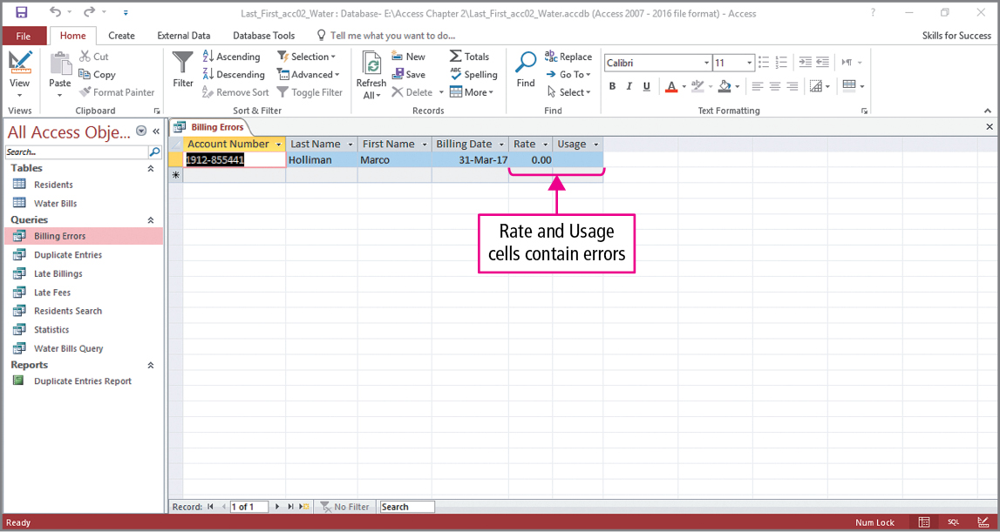 Last_First_acc02_Water : Database- E:\Access Chapter 2\Last_First_acc02_Water.accdb (Access 2007 - 2016 file format) - Access
?
File Home Create External Data Database Tools Tell me what you want to do... Skills for Success
View
Views
Paste
Cut
Copy
Format Painter
Clipboard
Filter
Ascending
Descending
Remove Sort
Selection
Advanced
Toggle Filter
Sort & Filter
Refresh
All
New
Save
Delete
Totals
Spelling
More
Records
Find
Replace
Go To
Select
Find
Calibri 11
B I U A
Text Formatting
All Access Obje...
Search...
Tables
Residents
Water Bills
Queries
Billing Errors
Duplicate Entries
Late Billings
Late Fees
Residents Search
Statistics
Water Bills Query
Reports
Duplicate Entries Report
Billing Errors
Account Number Last Name First Name Billing Date Rate Usage
1912-855441 Holliman Marco 31-Mar-17 0.00
Rate and Usage
cells contain errors
Record: 1 of 1 No Filter Search
Ready Num Lock SQL